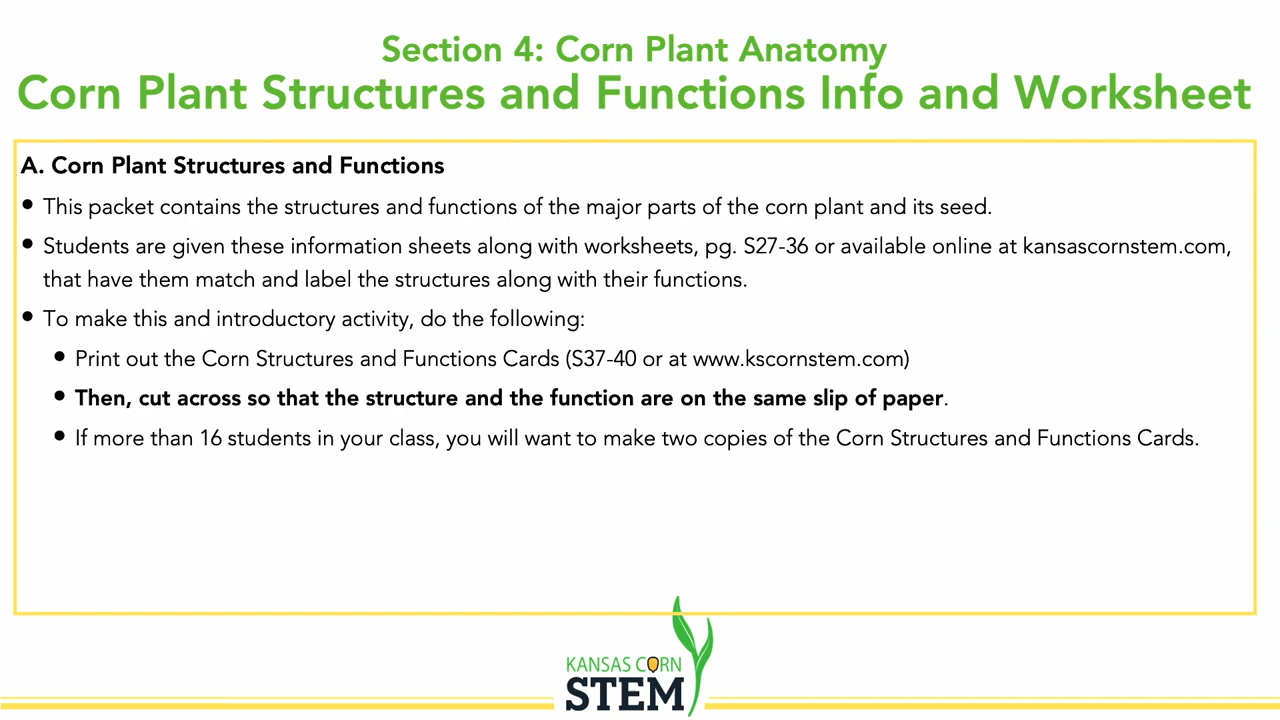 Section 4: Corn Plant Anatomy
Corn Plant Structures and Functions Info and Worksheet
A. Corn Plant Structures and Functions
• This packet contains the structures and functions of the major parts of the corn plant and its seed.
• Students are given these information sheets along with worksheets, pg. S27-36 or available online at kansascornstem.com,
that have them match and label the structures along with their functions.
• To make this and introductory activity, do the following:
• Print out the Corn Structures and Functions Cards (S37-40 or at www.kscornstem.com)
• Then, cut across so that the structure and the function are on the same slip of paper.
• If more than 16 students in your class, you will want to make two copies of the Corn Structures and Functions Cards.
KANSAS CORN
STEM